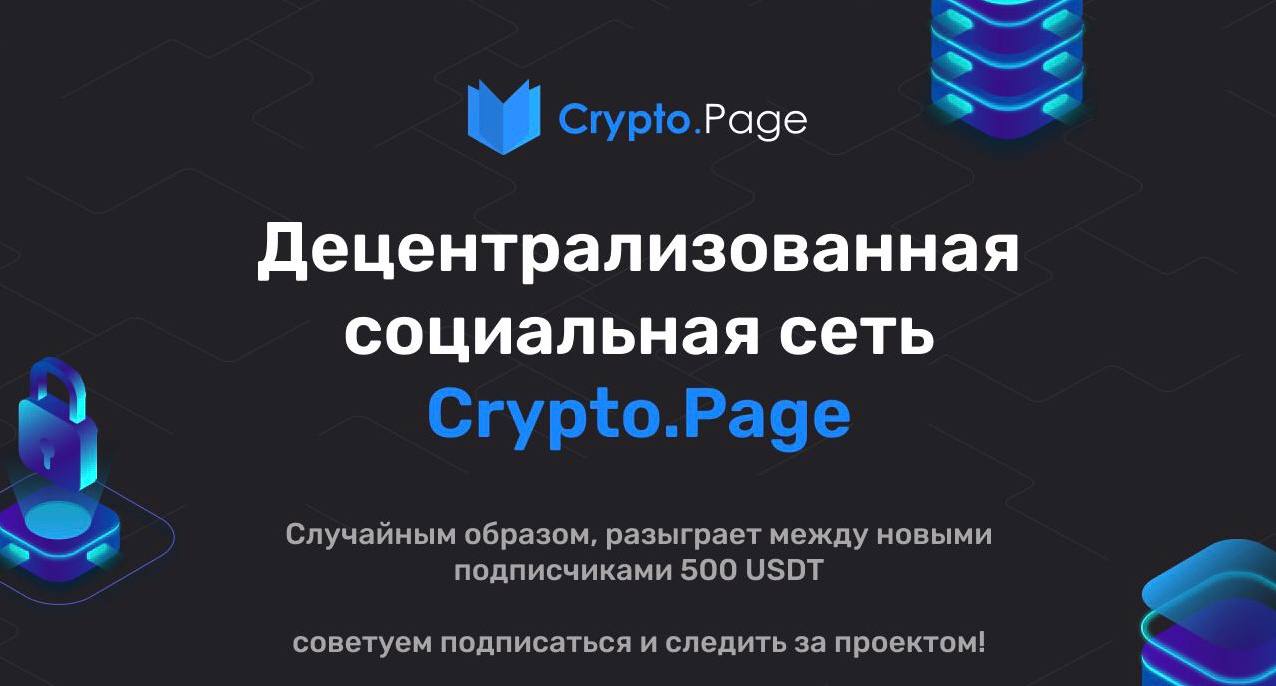 Crypto.Page
Децентрализованная
социальная сеть
Crypto.Page
Случайным образом, разыграет между новыми
подписчиками 500 USDT
советуем подписаться и следить за проектом!